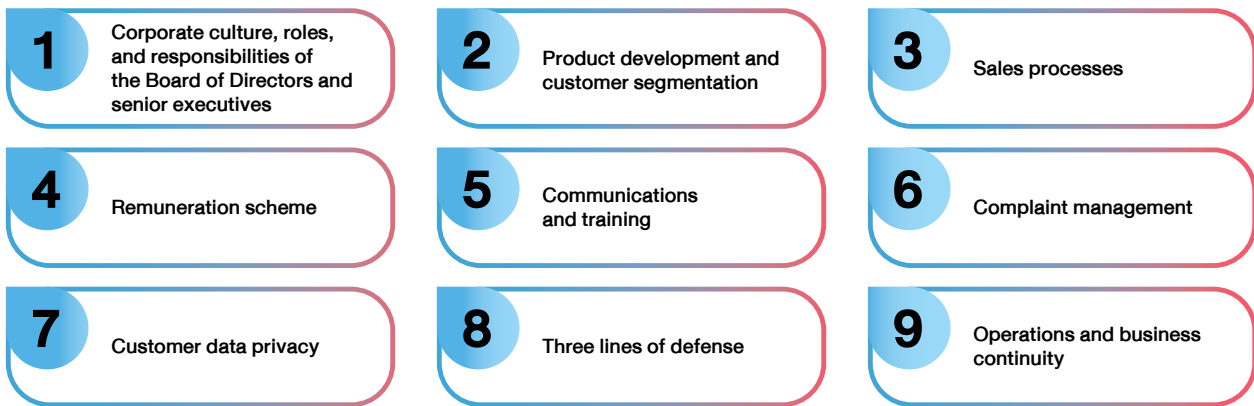 1
Corporate culture, roles,
and responsibilities of
the Board of Directors and
senior executives
2
Product development and
customer segmentation
3
Sales processes
4
Remuneration scheme
5
Communications
and training
6
Complaint management
7
Customer data privacy
8
Three lines of defense
9
Operations and business
continuity